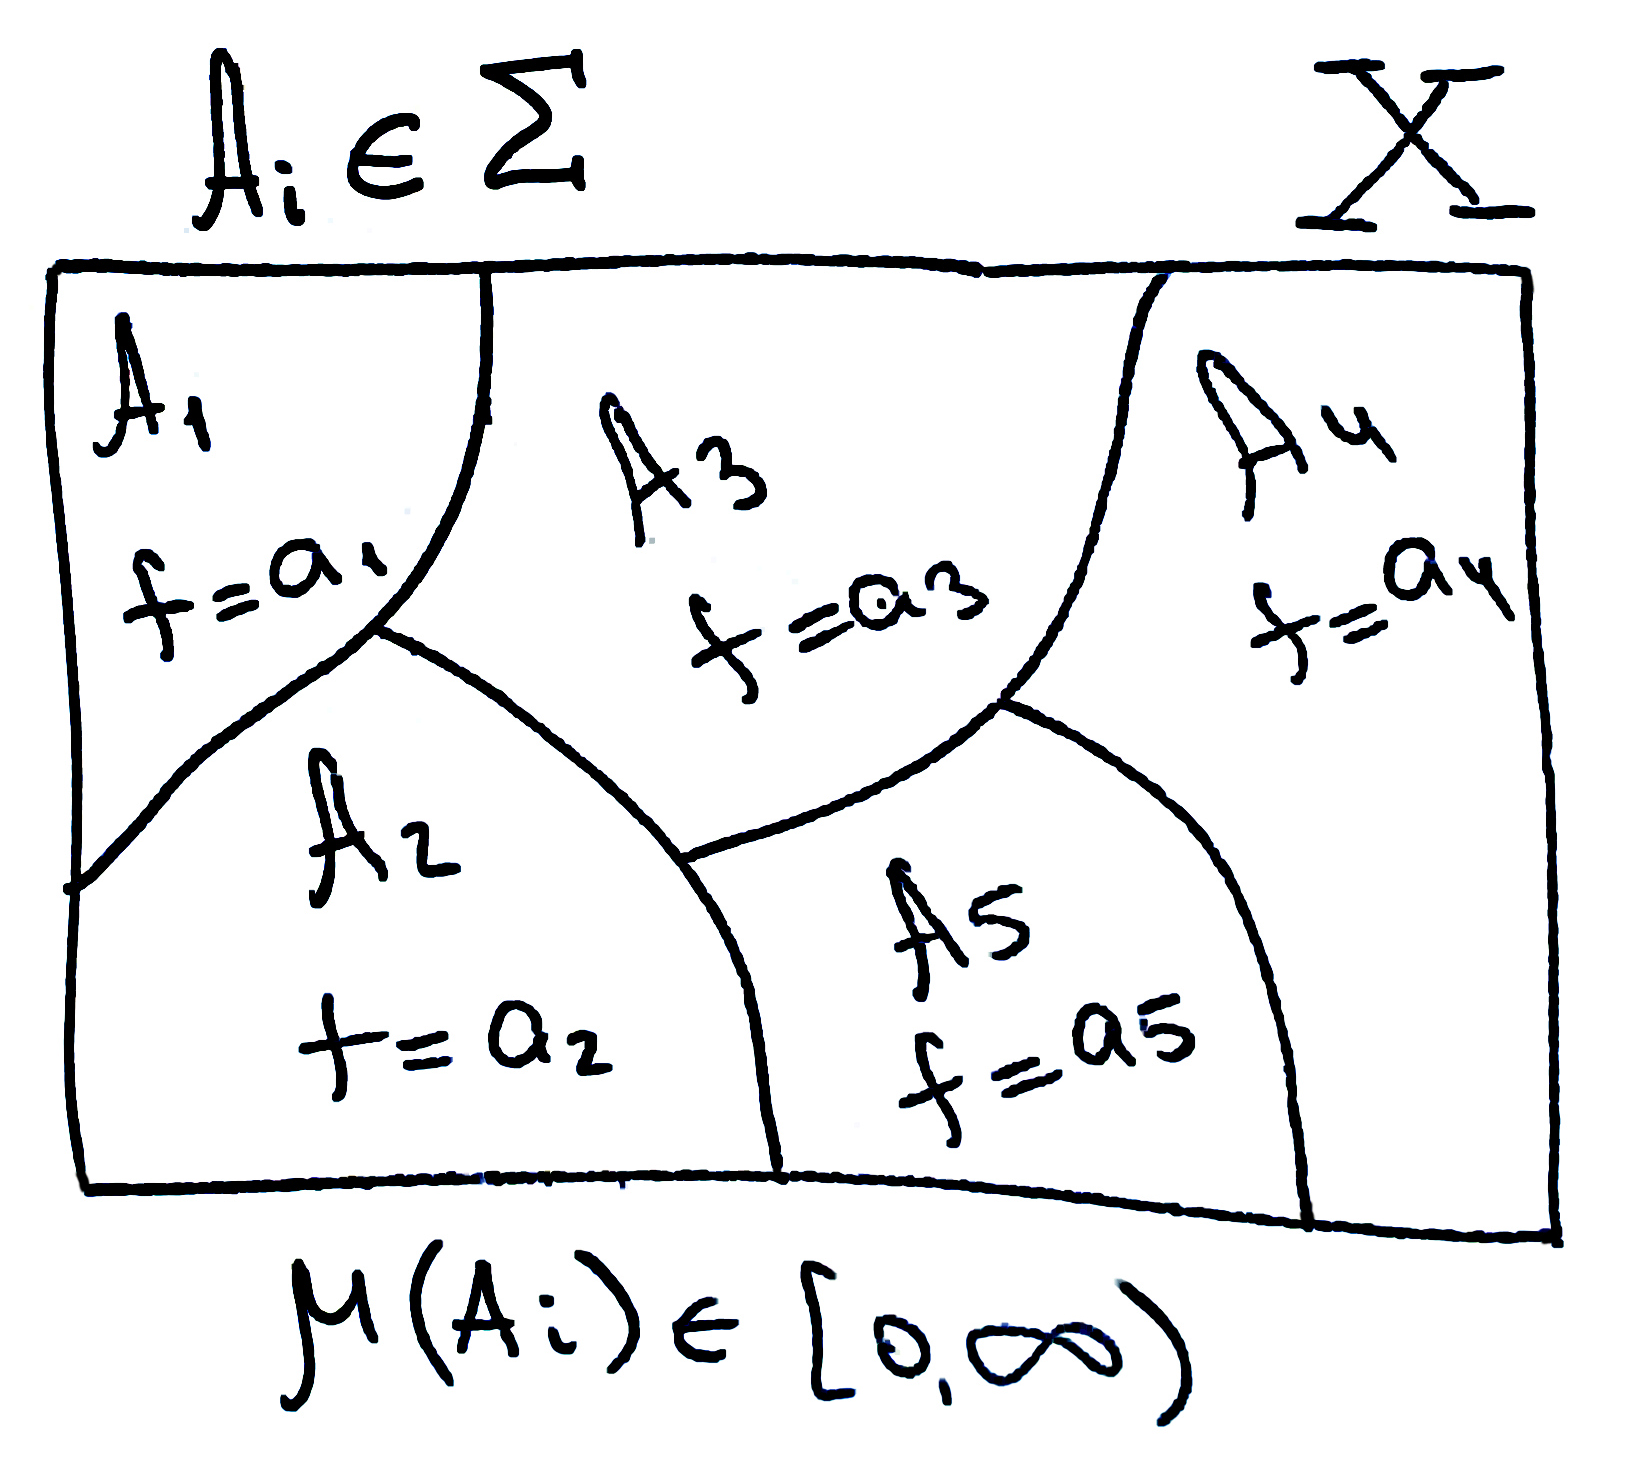 Ai ∈ Σ X
A1
f = a1
A3
f = a3
A4
f = a4
A2
f = a2
A5
f = a5
μ(Ai) ∈ [0,∞)